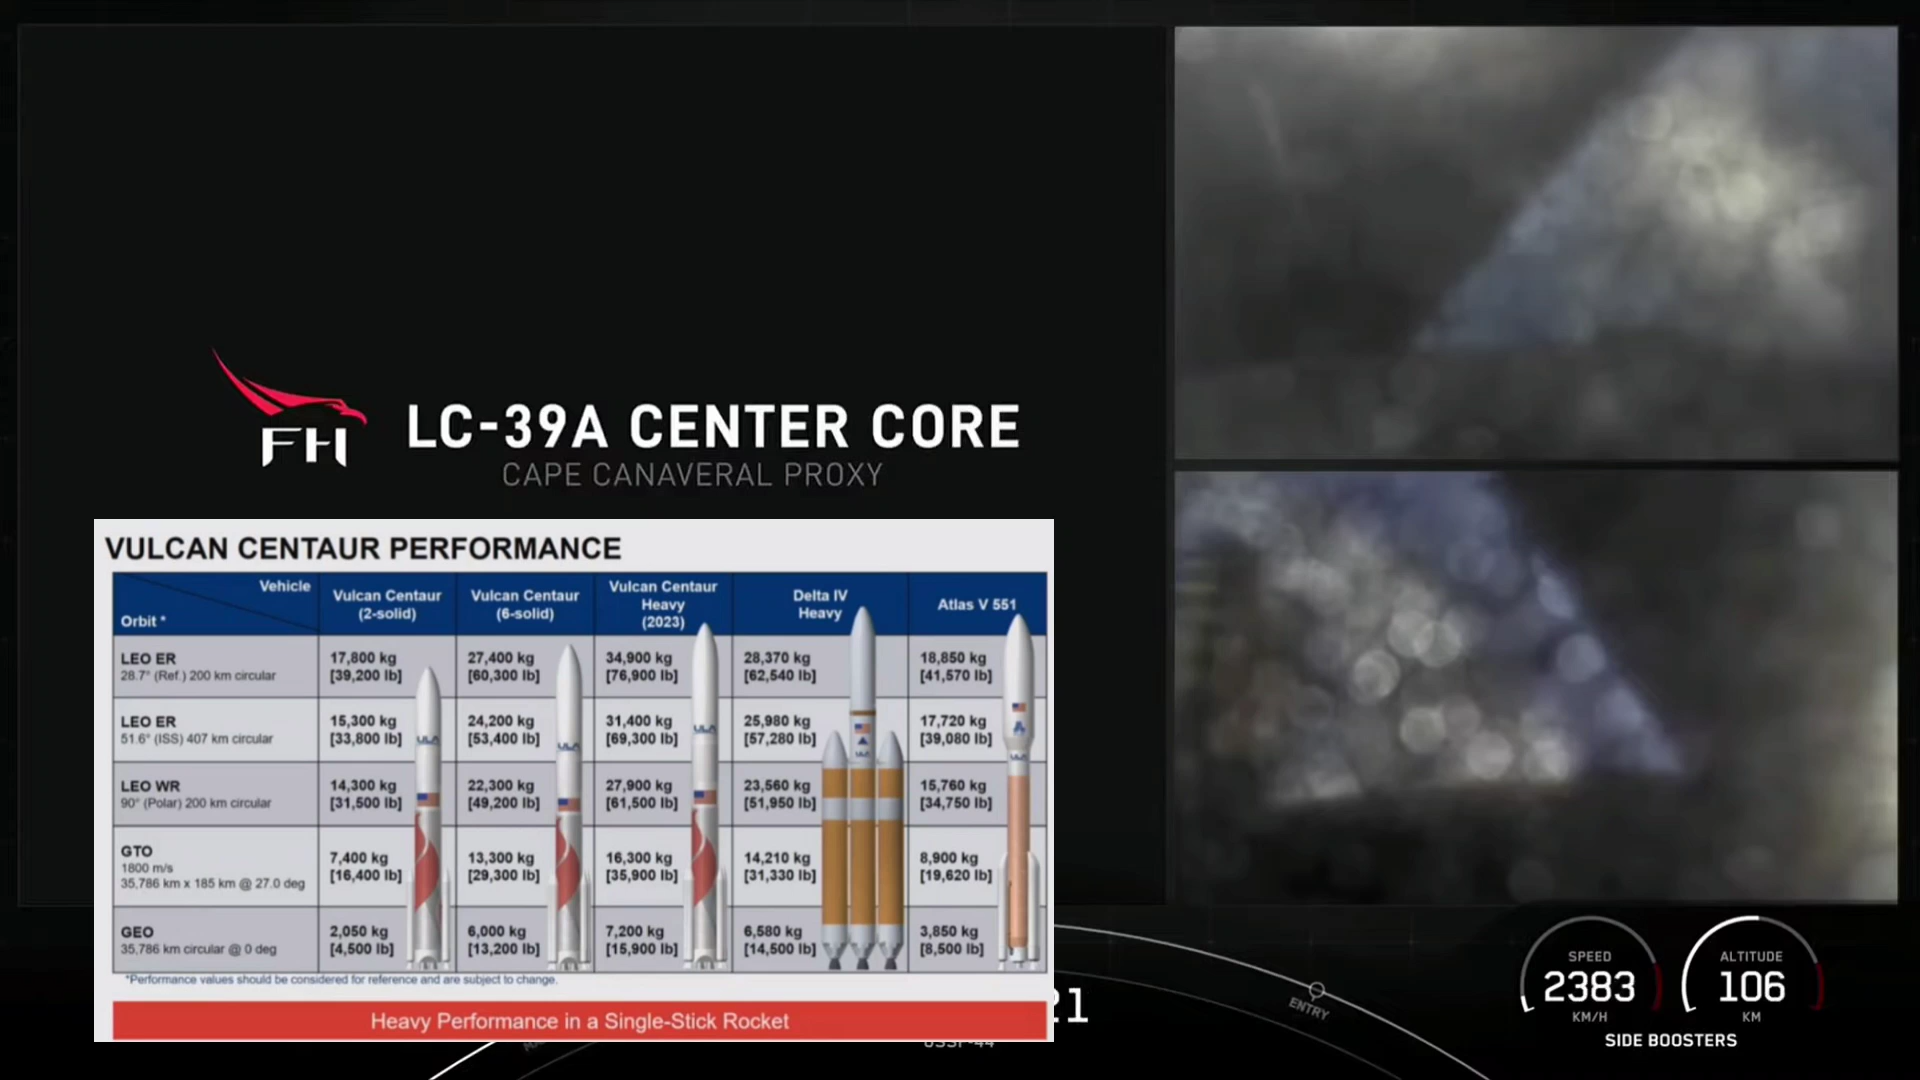 FH
LC-39A CENTER CORE
CAPE CANAVERAL PROXY
VULCAN CENTAUR PERFORMANCE
Vehicle
Orbit *
Vulcan Centaur
(2-solid)
Vulcan Centaur
(6-solid)
Vulcan Centaur
Heavy
(2023)
Delta IV
Heavy
Atlas V 551
LEO ER
28.7° (Ref.) 200 km circular
17,800 kg
[39,200 lb]
27,400 kg
[60,300 lb]
34,900 kg
[76,900 lb]
28,370 kg
[62,540 lb]
18,850 kg
[41,570 lb]
LEO ER
51.6° (ISS) 407 km circular
15,300 kg
[33,800 lb]
24,200 kg
[53,400 lb]
31,400 kg
[69,300 lb]
25,980 kg
[57,280 lb]
17,720 kg
[39,080 lb]
LEO WR
90° (Polar) 200 km circular
14,300 kg
[31,500 lb]
22,300 kg
[49,200 lb]
27,900 kg
[61,500 lb]
23,560 kg
[51,950 lb]
15,760 kg
[34,750 lb]
GTO
1800 m/s
35,786 km x 185 km @ 27.0 deg
7,400 kg
[16,400 lb]
13,300 kg
[29,300 lb]
16,300 kg
[35,900 lb]
14,210 kg
[31,330 lb]
8,900 kg
[19,620 lb]
GEO
35,786 km circular @ 0 deg
2,050 kg
[4,500 lb]
6,000 kg
[13,200 lb]
7,200 kg
[15,900 lb]
6,580 kg
[14,500 lb]
3,850 kg
[8,500 lb]
ULA
ULA
ULA
*Performance values should be considered for reference and are subject to change.
Heavy Performance in a Single-Stick Rocket
21
USSF-44
ENTRY
SPEED
2383
KM/H
ALTITUDE
106
KM
SIDE BOOSTERS